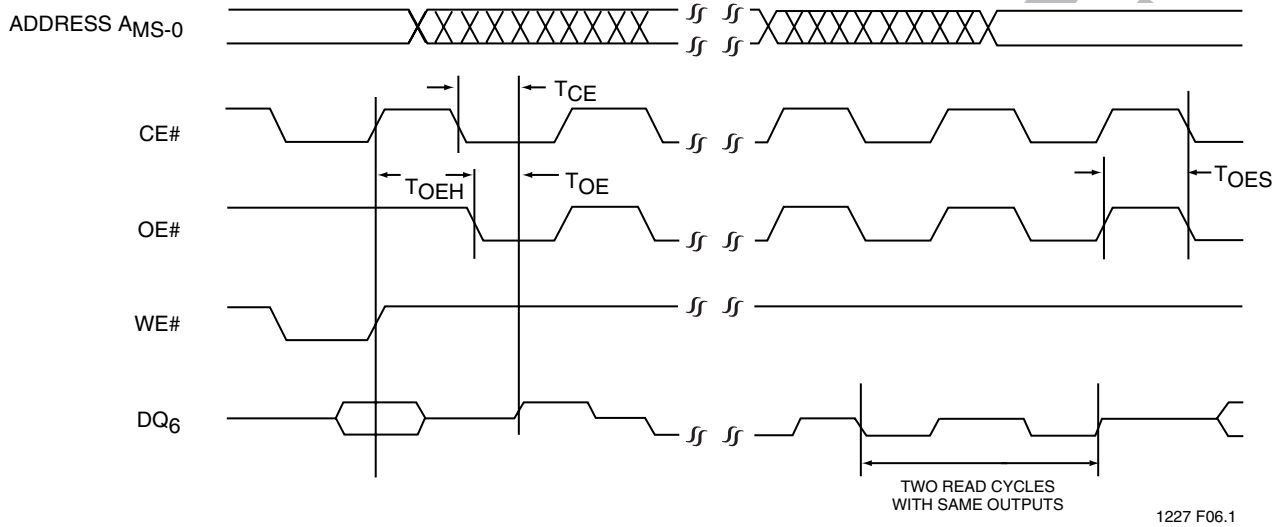 ADDRESS AMS-0
TCE
CE#
TOEH
TOE
TOES
OE#
WE#
DQ6
TWO READ CYCLES
WITH SAME OUTPUTS
1227 F06.1